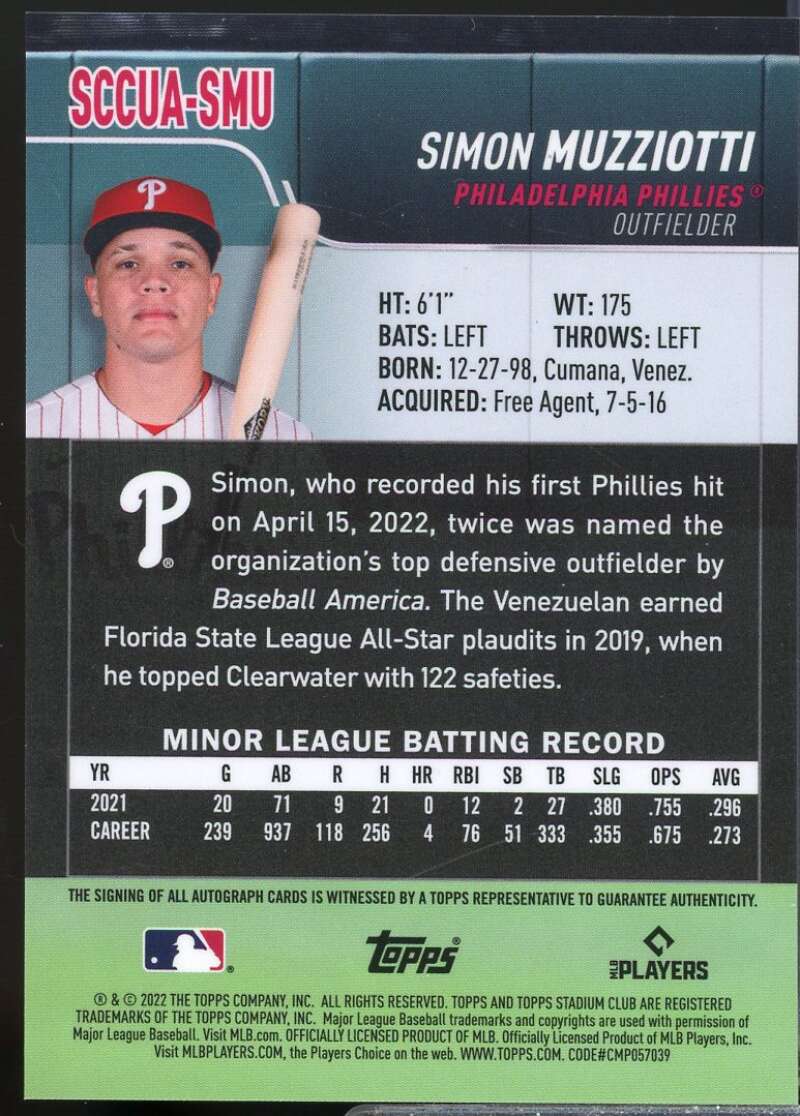 SCCUA-SMU
SIMON MUZZIOTTI
PHILADELPHIA PHILLIES®
OUTFIELDER
P
HT: 6'1" WT: 175
BATS: LEFT THROWS: LEFT
BORN: 12-27-98, Cumana, Venez.
ACQUIRED: Free Agent, 7-5-16
P®
Simon, who recorded his first Phillies hit
on April 15, 2022, twice was named the
organization's top defensive outfielder by
Baseball America. The Venezuelan earned
Florida State League All-Star plaudits in 2019, when
he topped Clearwater with 122 safeties.
MINOR LEAGUE BATTING RECORD
YR G AB R H HR RBI SB TB SLG OPS AVG
2021 20 71 9 21 0 12 2 27 .380 .755 .296
CAREER 239 937 118 256 4 76 51 333 .355 .675 .273
THE SIGNING OF ALL AUTOGRAPH CARDS IS WITNESSED BY A TOPPS REPRESENTATIVE TO GUARANTEE AUTHENTICITY.
® topps® MLB PLAYERS
® & © 2022 THE TOPPS COMPANY, INC. ALL RIGHTS RESERVED. TOPPS AND TOPPS STADIUM CLUB ARE REGISTERED
TRADEMARKS OF THE TOPPS COMPANY, INC. Major League Baseball trademarks and copyrights are used with permission of
Major League Baseball. Visit MLB.com. OFFICIALLY LICENSED PRODUCT OF MLB. Officially Licensed Product of MLB Players, Inc.
Visit MLBPLAYERS.COM, the Players Choice on the web. WWW.TOPPS.COM. CODE#CMP057039